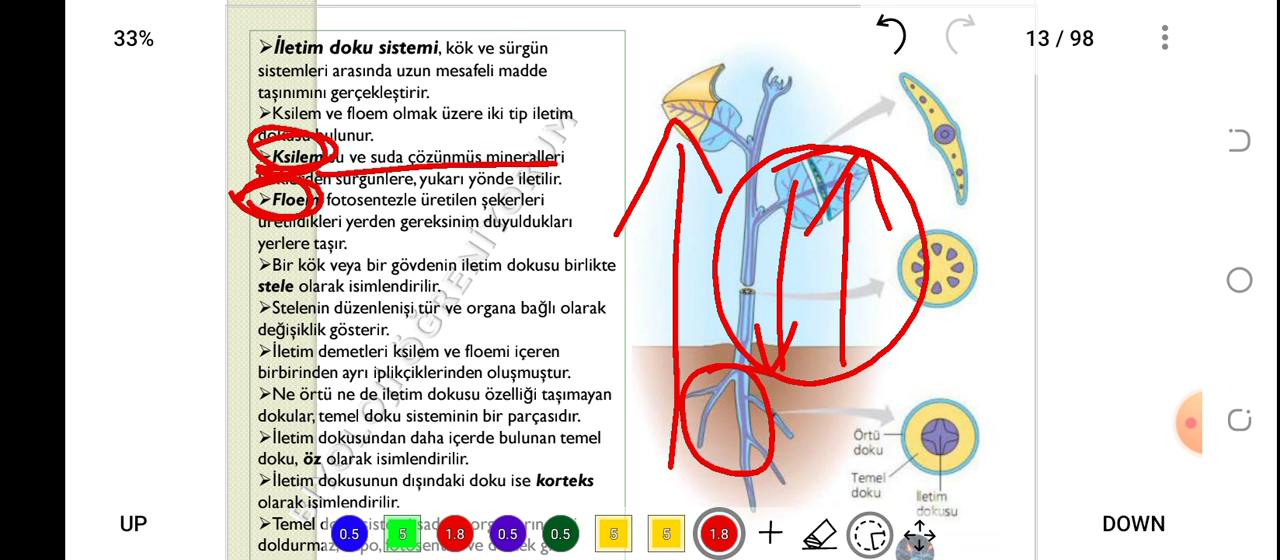 33%
13 / 98
➢İletim doku sistemi, kök ve sürgün
sistemleri arasında uzun mesafeli madde
taşınımını gerçekleştirir.
➢Ksilem ve floem olmak üzere iki tip iletim
dokusu bulunur.
➢Ksilem su ve suda çözünmüş mineralleri
sürgünlere, yukarı yönde iletilir.
➢Floem fotosentezle üretilen şekerleri
üretildikleri yerden gereksinim duyuldukları
yerlere taşır.
➢Bir kök veya bir gövdenin iletim dokusu birlikte
stele olarak isimlendirilir.
➢Stelenin düzenlenişi tür ve organa bağlı olarak
değişiklik gösterir.
➢İletim demetleri ksilem ve floemi içeren
birbirinden ayrı iplikçiklerinden oluşmuştur.
➢Ne örtü ne de iletim dokusu özelliği taşımayan
dokular, temel doku sisteminin bir parçasıdır.
➢İletim dokusundan daha içerde bulunan temel
doku, öz olarak isimlendirilir.
➢İletim dokusunun dışındaki doku ise korteks
olarak isimlendirilir.
➢Temel
Örtü
doku
Temel
doku
İletim
dokusu
BİYOLOJİ ÖĞRENİYORUM
UP
0.5
5
1.8
0.5
0.5
5
5
1.8
DOWN